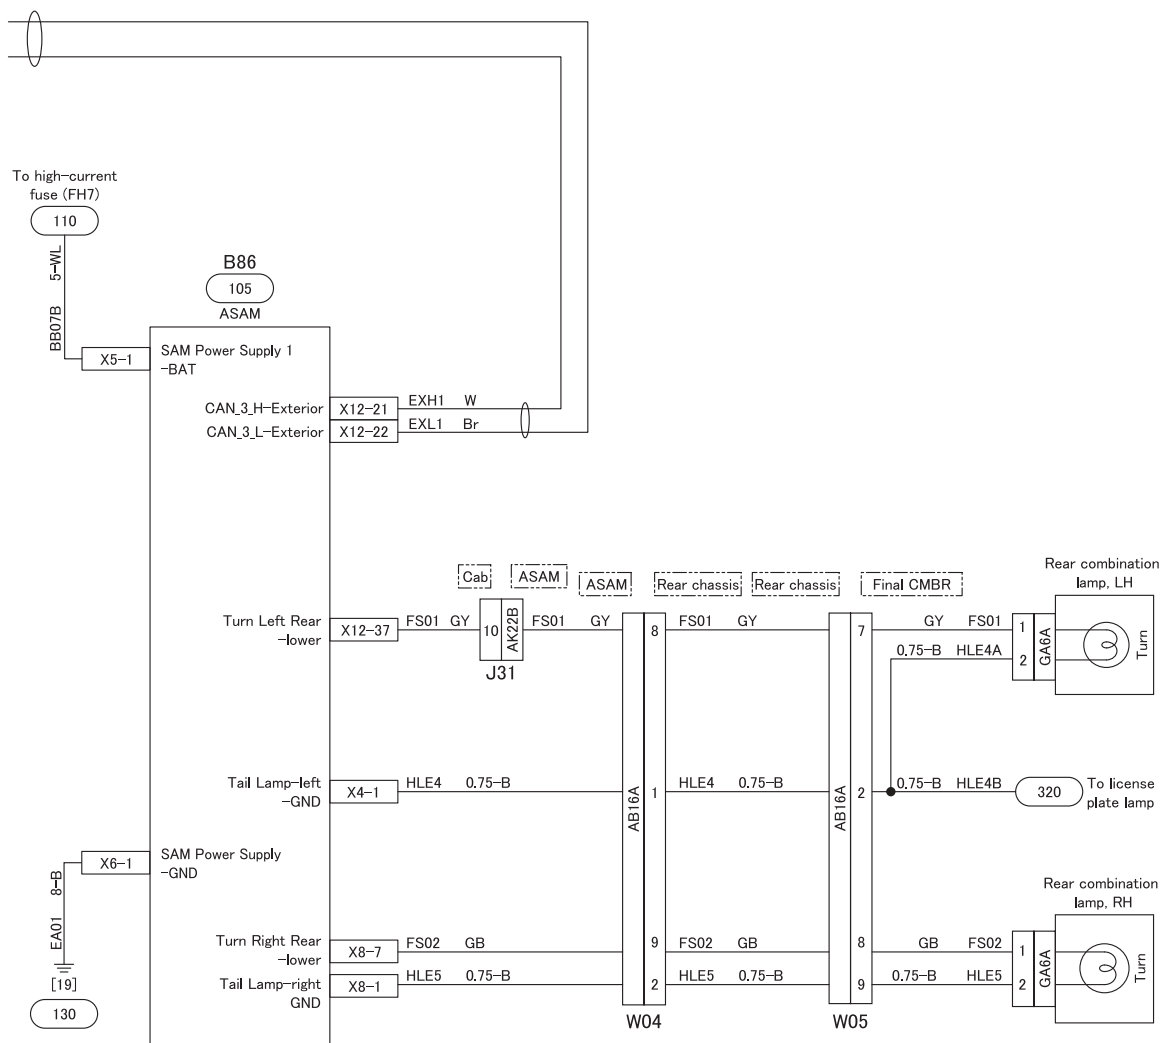 To high-current
fuse (FH7)
110
5-WL
BB07B
B86
105
ASAM
X5-1
SAM Power Supply 1
-BAT
CAN_3_H-Exterior
X12-21
EXH1 W
CAN_3_L-Exterior
X12-22
EXL1 Br
Cab
ASAM
ASAM
Rear chassis
Rear chassis
Final CMBR
Rear combination
lamp, LH
Turn Left Rear
-lower
X12-37
FS01 GY
10
AK22B
J31
FS01 GY
8
FS01 GY
7
GY FS01
1
0.75-B HLE4A
2
GA6A
Turn
Tail Lamp-left
-GND
X4-1
HLE4 0.75-B
AB16A
1
HLE4 0.75-B
AB16A
2
0.75-B HLE4B
320
To license
plate lamp
X6-1
SAM Power Supply
-GND
8-B
EA01
[19]
130
Rear combination
lamp, RH
Turn Right Rear
-lower
X8-7
FS02 GB
9
FS02 GB
8
GB FS02
1
Tail Lamp-right
GND
X8-1
HLE5 0.75-B
2
HLE5 0.75-B
9
0.75-B HLE5
2
GA6A
Turn
W04
W05